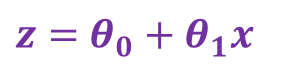 z = θ₀ + θ₁x